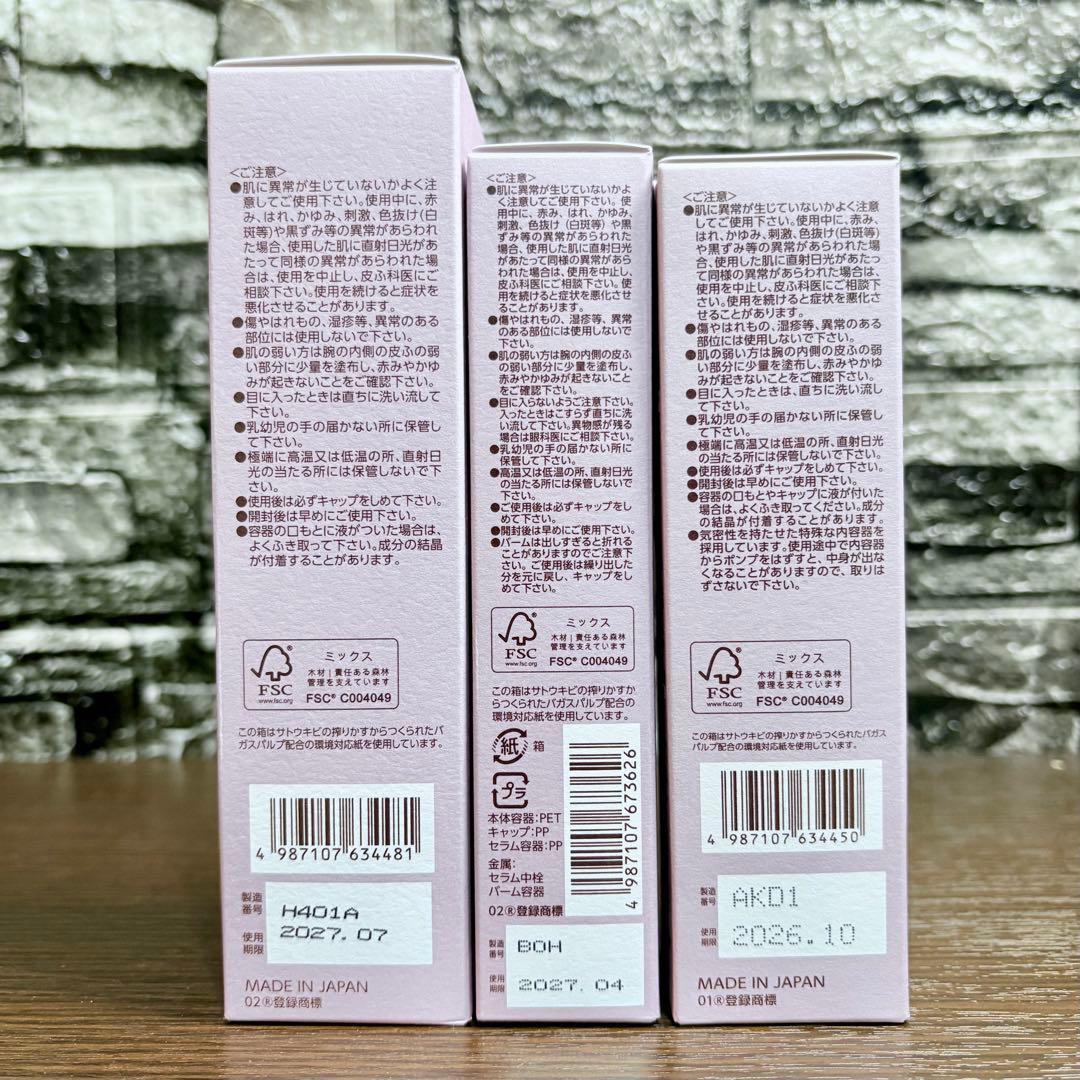 <ご注意>
●肌に異常が生じていないかよく注
意してご使用下さい。使用中に、赤
み、はれ、かゆみ、刺激、色抜け(白
斑等)や黒ずみ等の異常があらわれ
た場合、使用した肌に直射日光があ
たって同様の異常があらわれた場
合は、使用を中止し、皮ふ科医にご
相談下さい。使用を続けると症状を
悪化させることがあります。
●傷やはれもの、湿疹等、異常のある
部位には使用しないで下さい。
●肌の弱い方は腕の内側の皮ふの弱
い部分に少量を塗布し、赤みやかゆ
みが起きないことをご確認下さい。
●目に入ったときは直ちに洗い流して
下さい。
●乳幼児の手の届かない所に保管し
て下さい。
●極端に高温又は低温の所、直射日
光の当たる所には保管しないで下
さい。
●使用後は必ずキャップをしめて下さい。
●開封後は早めにご使用下さい。
●容器の口もとに液がついた場合は、
よくふき取って下さい。成分の結晶
が付着することがあります。
FSC
www.fsc.org
ミックス
木材|責任ある森林
管理を支えています
FSC® C004049
この箱はサトウキビの搾りかすからつくられたバ
ガスパルプ配合の環境対応紙を使用しています。
4 987107 634481
製造
番号
H401A
使用
期限
2027.07
MADE IN JAPAN
02®登録商標
<ご注意>
●肌に異常が生じていないかよ
く注意してご使用下さい。使
用中に、赤み、はれ、かゆみ、
刺激、色抜け(白斑等)や黒
ずみ等の異常があらわれた
場合、使用した肌に直射日光
があたって同様の異常があら
われた場合は、使用を中止し、
皮ふ科医にご相談下さい。使
用を続けると症状を悪化させ
ることがあります。
●傷やはれもの、湿疹等、異常
のある部位には使用しないで
下さい。
●肌の弱い方は腕の内側の皮ふ
の弱い部分に少量を塗布し、
赤みやかゆみが起きないこと
をご確認下さい。
●目に入らないようご注意下さい。
入ったときはこすらず直ちに洗
い流して下さい。異物感が残る
場合は眼科医にご相談下さい。
●乳幼児の手の届かない所に
保管して下さい。
●高温又は低温の所、直射日光
の当たる所には保管しないで
下さい。
●ご使用後は必ずキャップをし
めて下さい。
●開封後は早めにご使用下さい。
●バームは出しすぎると折れる
ことがありますのでご注意下
さい。ご使用後は繰り出した
分を元に戻し、キャップをし
めて下さい。
FSC
www.fsc.org
ミックス
木材|責任ある森林
管理を支えています
FSC® C004049
この箱はサトウキビの搾りかすか
らつくられたバガスパルプ配合の
環境対応紙を使用しています。
紙 箱
プラ
本体容器:PET
キャップ:PP
セラム容器:PP
金属:
セラム中栓
バーム容器
02®登録商標
4 987107 673626
製造
番号
BOH
使用
期限
2027.04
<ご注意>
●肌に異常が生じていないかよく注意
してご使用下さい。使用中に、赤み、
はれ、かゆみ、刺激、色抜け(白斑等)
や黒ずみ等の異常があらわれた場
合、使用した肌に直射日光があたっ
て同様の異常があらわれた場合は、
使用を中止し、皮ふ科医にご相談下
さい。使用を続けると症状を悪化さ
せることがあります。
●傷やはれもの、湿疹等、異常のある
部位には使用しないで下さい。
●肌の弱い方は腕の内側の皮ふの弱
い部分に少量を塗布し、赤みやかゆ
みが起きないことをご確認下さい。
●目に入ったときは、直ちに洗い流し
て下さい。
●乳幼児の手の届かない所に保管し
て下さい。
●極端に高温又は低温の所、直射日光
の当たる所には保管しないで下さい。
●使用後は必ずキャップをしめて下さい。
●開封後は早めにご使用下さい。
●容器の口もとやキャップに液が付いた
場合は、よくふき取ってください。成分
の結晶が付着することがあります。
●気密性を持たせた特殊な内容器を
採用しています。使用途中で内容器
からポンプをはずすと、中身が出な
くなることがありますので、取りは
ずさないで下さい。
FSC
www.fsc.org
ミックス
木材|責任ある森林
管理を支えています
FSC® C004049
この箱はサトウキビの搾りかすからつくられたバガス
パルプ配合の環境対応紙を使用しています。
4 987107 634450
製造
番号
AK01
使用
期限
2026.10
MADE IN JAPAN
01®登録商標